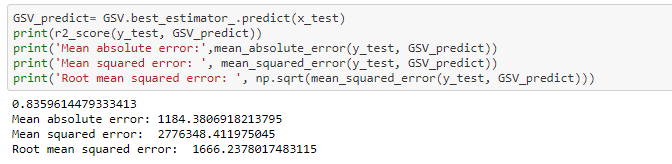 GSV_predict= GSV.best_estimator_.predict(x_test)
print(r2_score(y_test, GSV_predict))
print('Mean absolute error:',mean_absolute_error(y_test, GSV_predict))
print('Mean squared error: ', mean_squared_error(y_test, GSV_predict))
print('Root mean squared error: ', np.sqrt(mean_squared_error(y_test, GSV_predict)))
0.8359614479333413
Mean absolute error: 1184.3806918213795
Mean squared error:  2776348.411975045
Root mean squared error:  1666.2378017483115